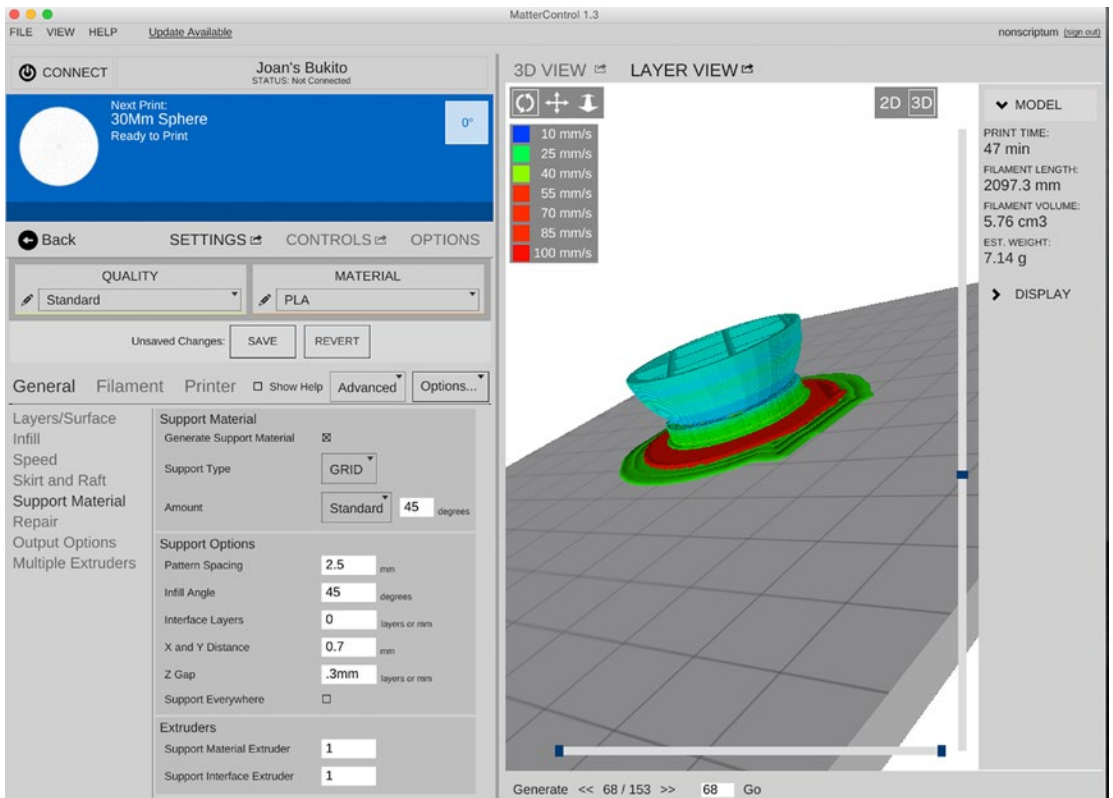 MatterControl 1.3
FILE VIEW HELP Update Available
nonscriptum (sign out)
CONNECT
Joan's Bukito
STATUS: Not Connected
Next Print:
30Mm Sphere
Ready to Print
0°
Back
SETTINGS CONTROLS OPTIONS
QUALITY
Standard
MATERIAL
PLA
Unsaved Changes: SAVE REVERT
General Filament Printer Show Help Advanced Options...
Layers/Surface
Infill
Speed
Skirt and Raft
Support Material
Repair
Output Options
Multiple Extruders
Support Material
Generate Support Material
Support Type GRID
Amount Standard 45 degrees
Support Options
Pattern Spacing 2.5 mm
Infill Angle 45 degrees
Interface Layers 0 layers or mm
X and Y Distance 0.7 mm
Z Gap .3mm layers or mm
Support Everywhere
Extruders
Support Material Extruder 1
Support Interface Extruder 1
3D VIEW LAYER VIEW
2D 3D
10 mm/s
25 mm/s
40 mm/s
55 mm/s
70 mm/s
85 mm/s
100 mm/s
MODEL
PRINT TIME:
47 min
FILAMENT LENGTH:
2097.3 mm
FILAMENT VOLUME:
5.76 cm3
EST. WEIGHT:
7.14 g
DISPLAY
Generate << 68 / 153 >> 68 Go